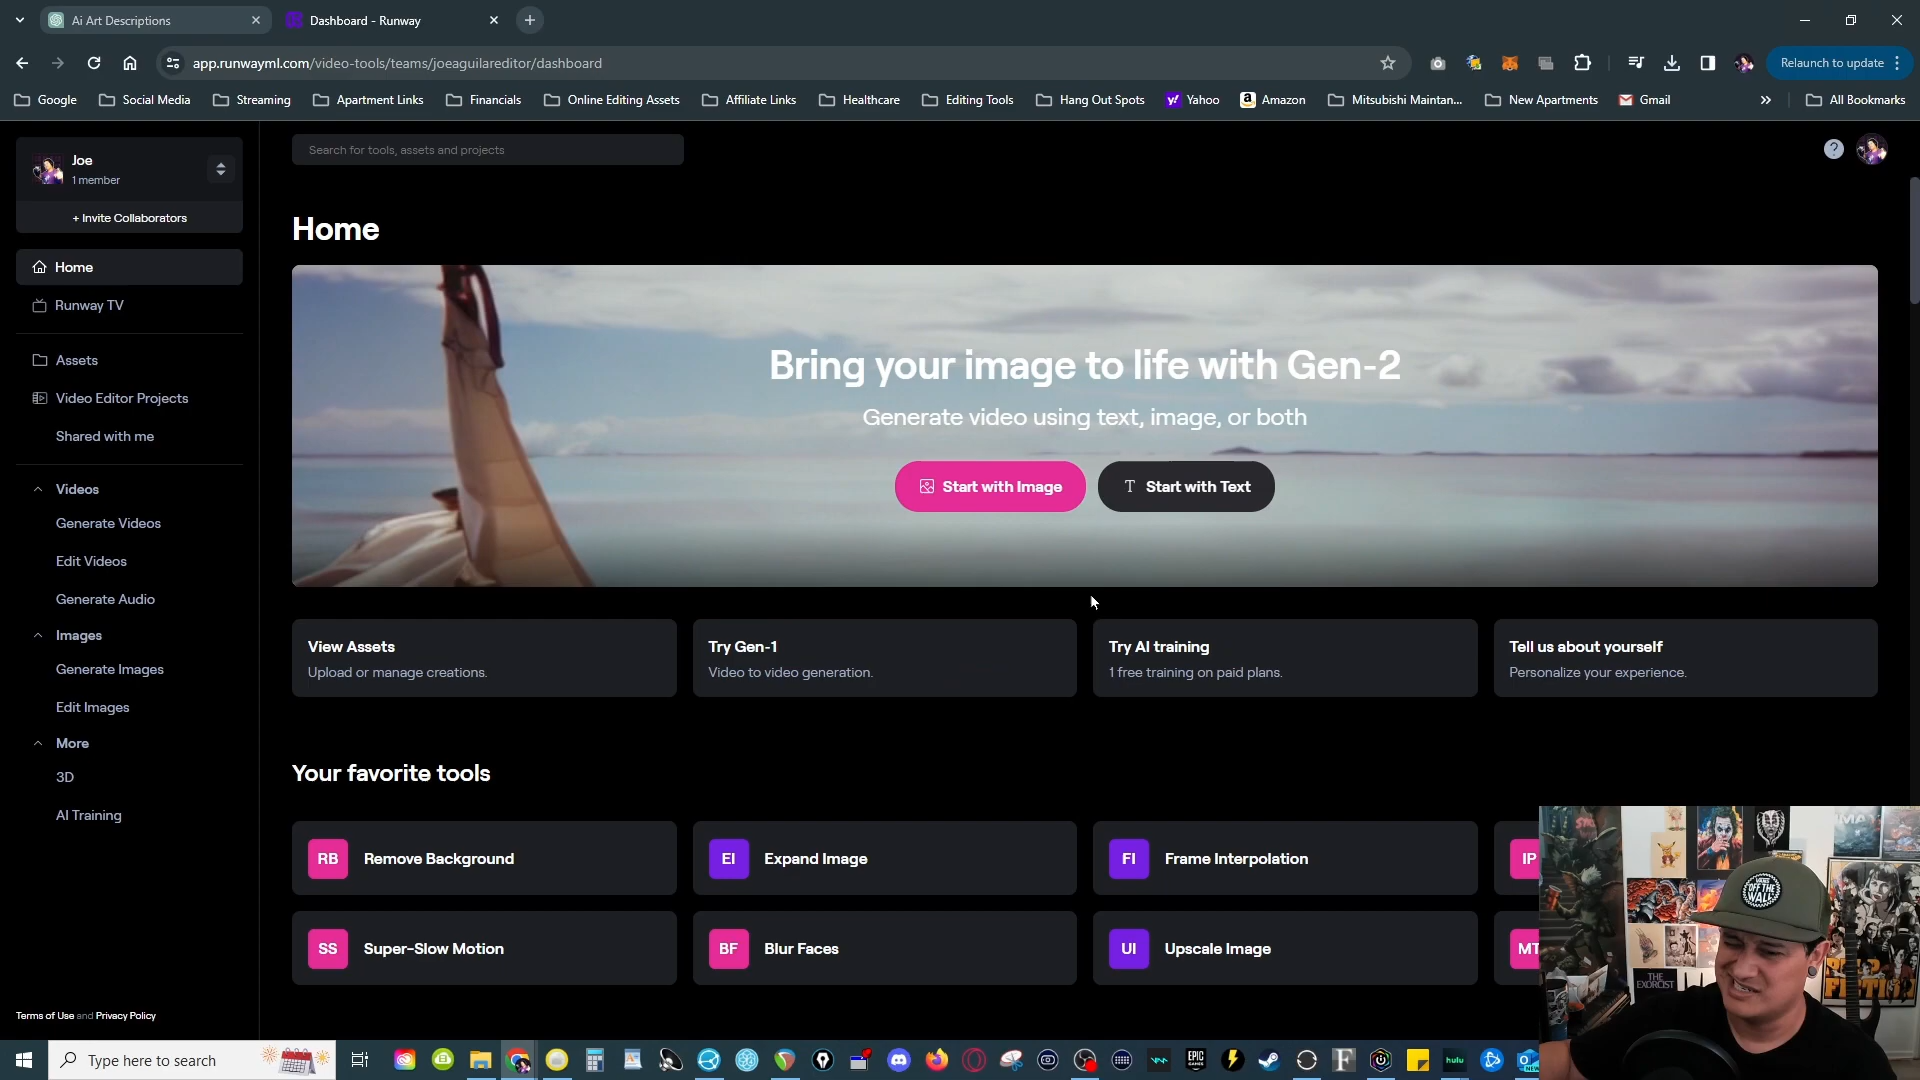 Ai Art Descriptions
Dashboard - Runway
app.runwayml.com/video-tools/teams/joeaguilareditor/dashboard
Relaunch to update
Google
Social Media
Streaming
Apartment Links
Financials
Online Editing Assets
Affiliate Links
Healthcare
Editing Tools
Hang Out Spots
Yahoo
Amazon
Mitsubishi Maintan...
New Apartments
Gmail
All Bookmarks
Joe
1 member
+ Invite Collaborators
Home
Runway TV
Assets
Video Editor Projects
Shared with me
Videos
Generate Videos
Edit Videos
Generate Audio
Images
Generate Images
Edit Images
More
3D
AI Training
Terms of Use and Privacy Policy
Search for tools, assets and projects
Home
Bring your image to life with Gen-2
Generate video using text, image, or both
Start with Image
Start with Text
View Assets
Upload or manage creations.
Try Gen-1
Video to video generation.
Try AI training
1 free training on paid plans.
Tell us about yourself
Personalize your experience.
Your favorite tools
RB Remove Background
EI Expand Image
FI Frame Interpolation
IP
SS Super-Slow Motion
BF Blur Faces
UI Upscale Image
MT
OFF THE
WALL
THE
EXORCIST
Type here to search
EPIC
GAMES
hulu